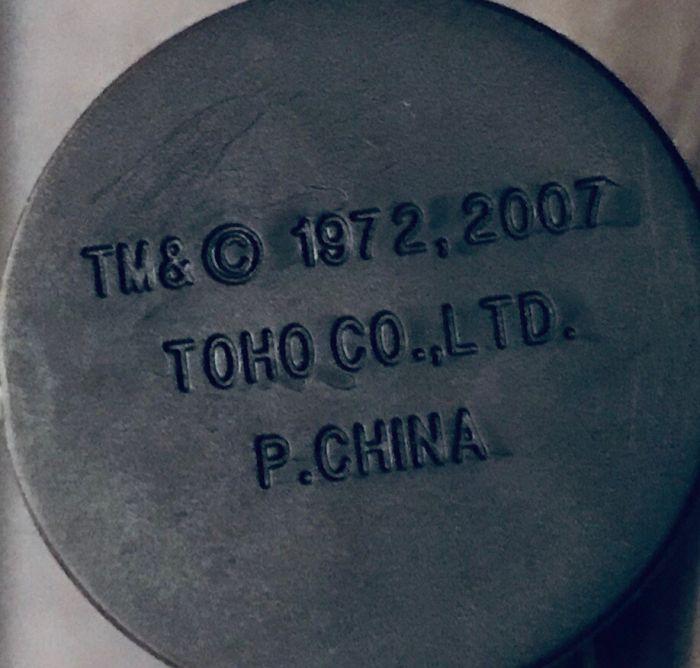 TM&© 1972, 2007
TOHO CO.,LTD.
P.CHINA